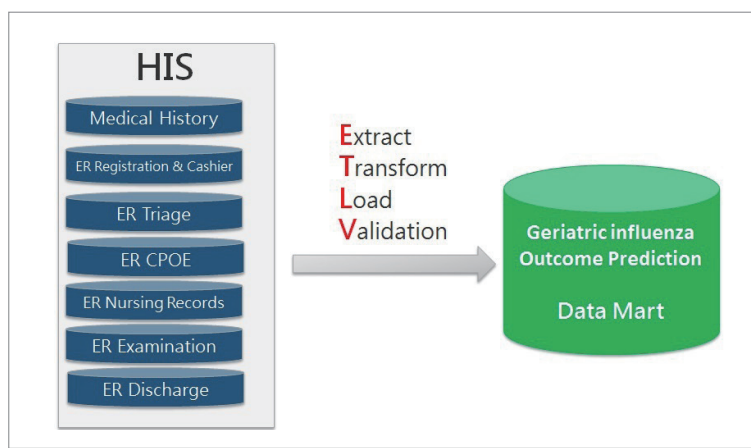 HIS
Medical History
ER Registration & Cashier
ER Triage
ER CPOE
ER Nursing Records
ER Examination
ER Discharge
Extract
Transform
Load
Validation
Geriatric influenza
Outcome Prediction
Data Mart